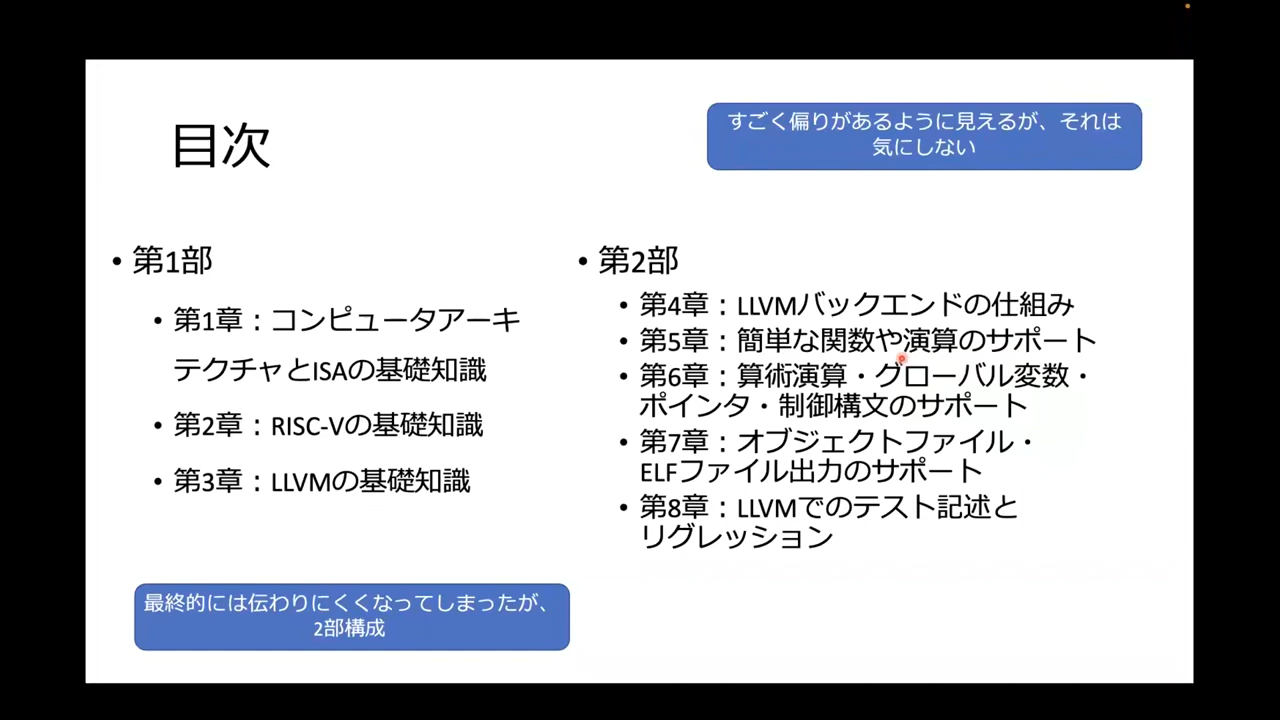 目次
すごく偏りがあるように見えるが、それは
気にしない
• 第1部
• 第1章：コンピュータアーキ
テクチャとISAの基礎知識
• 第2章：RISC-Vの基礎知識
• 第3章：LLVMの基礎知識
• 第2部
• 第4章：LLVMバックエンドの仕組み
• 第5章：簡単な関数や演算のサポート
• 第6章：算術演算・グローバル変数・
ポインタ・制御構文のサポート
• 第7章：オブジェクトファイル・
ELFファイル出力のサポート
• 第8章：LLVMでのテスト記述と
リグレッション
最終的には伝わりにくくなってしまったが、
2部構成